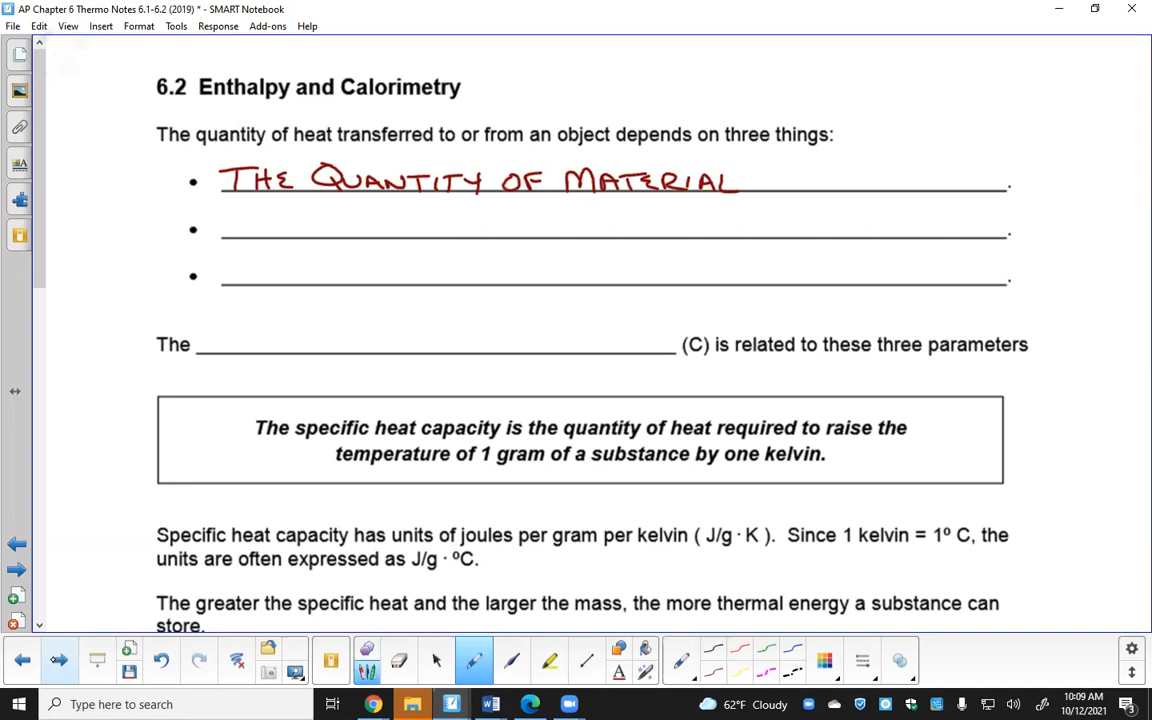 AP Chapter 6 Thermo Notes 6.1-6.2 (2019) * - SMART Notebook
File Edit View Insert Format Tools Response Add-ons Help
6.2 Enthalpy and Calorimetry
The quantity of heat transferred to or from an object depends on three things:
• THE QUANTITY OF MATERIAL .
• .
• .
The (C) is related to these three parameters
The specific heat capacity is the quantity of heat required to raise the
temperature of 1 gram of a substance by one kelvin.
Specific heat capacity has units of joules per gram per kelvin ( J/g · K ). Since 1 kelvin = 1º C, the
units are often expressed as J/g · ºC.
The greater the specific heat and the larger the mass, the more thermal energy a substance can
store.
Type here to search
62°F Cloudy
10:09 AM
10/12/2021
3